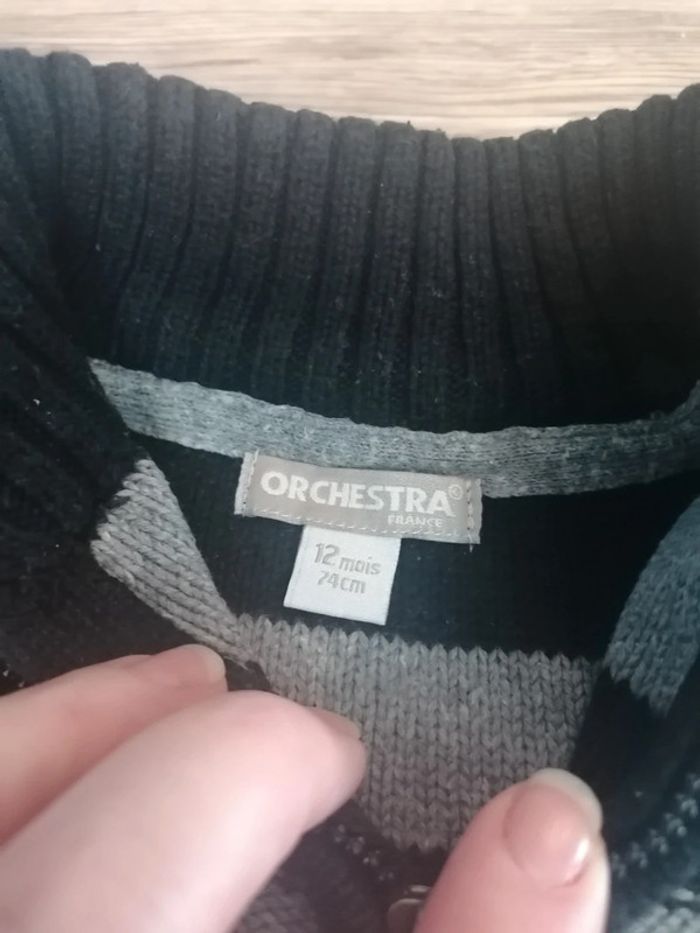 ORCHESTRA®
FRANCE
12 mois
74cm